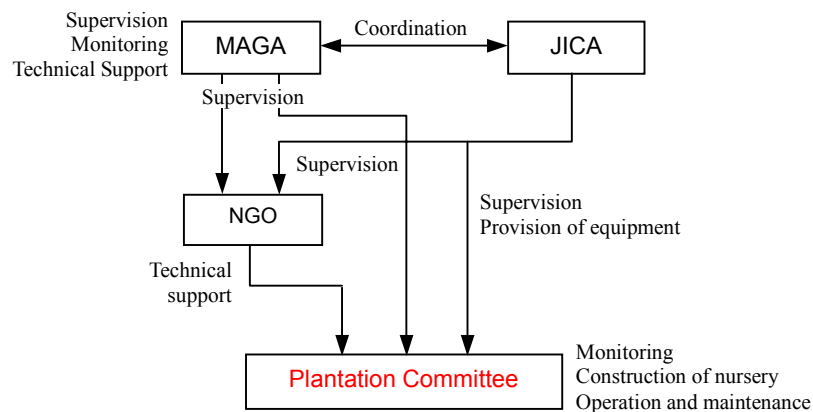 Supervision
Monitoring
Technical Support
MAGA
Coordination
JICA
Supervision
Supervision
NGO
Supervision
Provision of equipment
Technical
support
Plantation Committee
Monitoring
Construction of nursery
Operation and maintenance